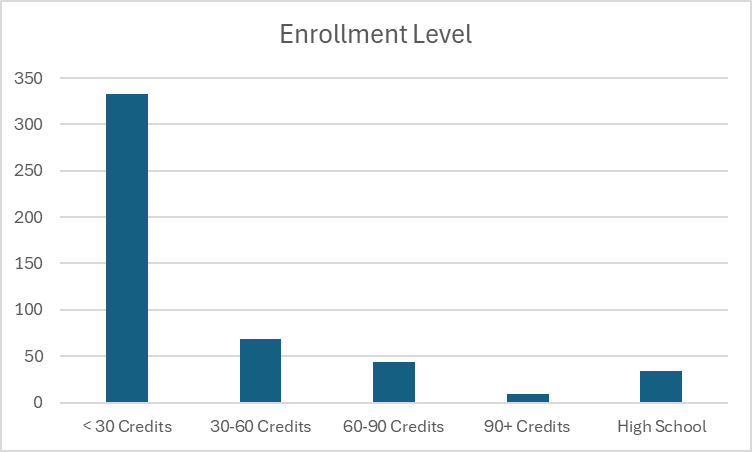 Enrollment Level
350
300
250
200
150
100
50
0
< 30 Credits
30-60 Credits
60-90 Credits
90+ Credits
High School